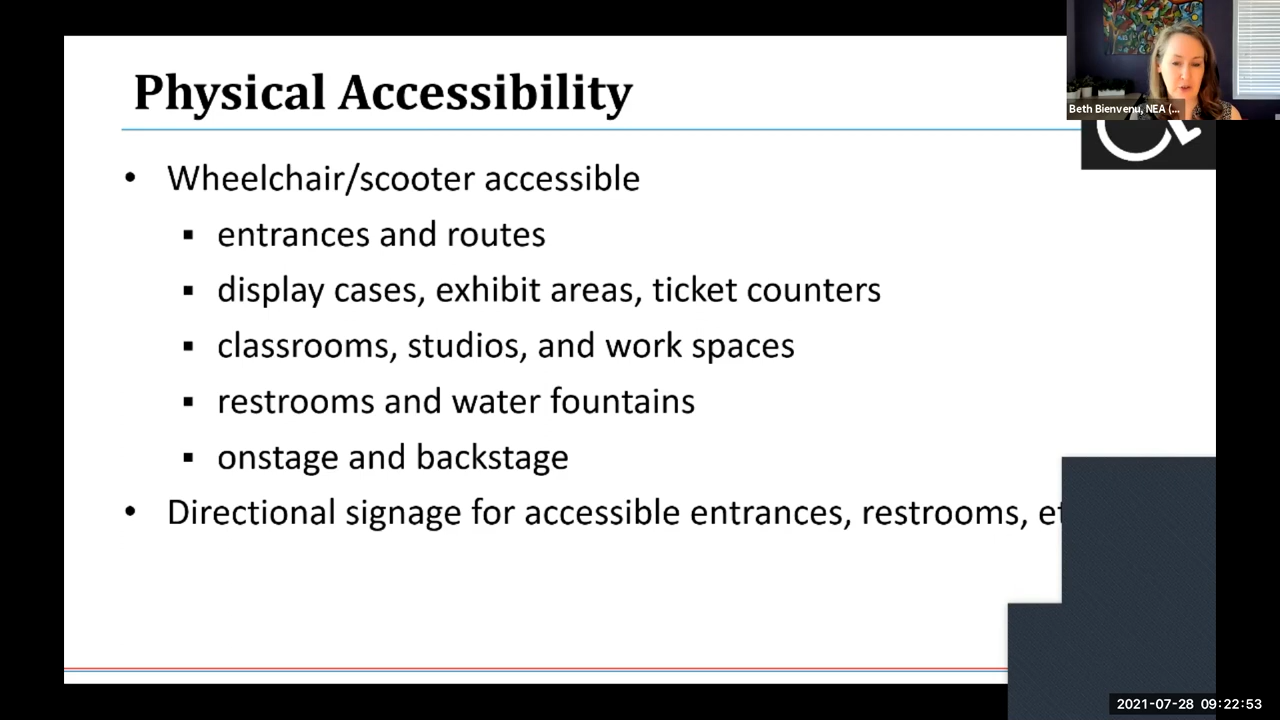 Physical Accessibility
Beth Bienvenu, NEA (...
• Wheelchair/scooter accessible
▪ entrances and routes
▪ display cases, exhibit areas, ticket counters
▪ classrooms, studios, and work spaces
▪ restrooms and water fountains
▪ onstage and backstage
• Directional signage for accessible entrances, restrooms,
2021-07-28 09:22:53